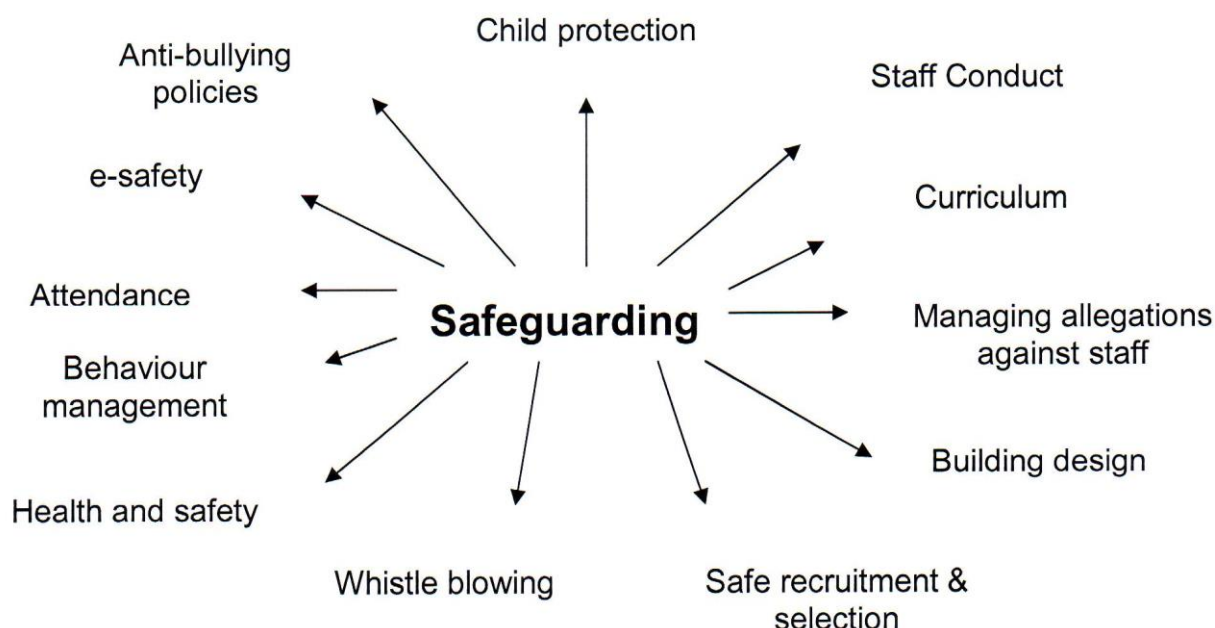 Child protection
Anti-bullying
policies
Staff Conduct
e-safety
Curriculum
Attendance
Safeguarding
Managing allegations
against staff
Behaviour
management
Building design
Health and safety
Whistle blowing
Safe recruitment &
selection